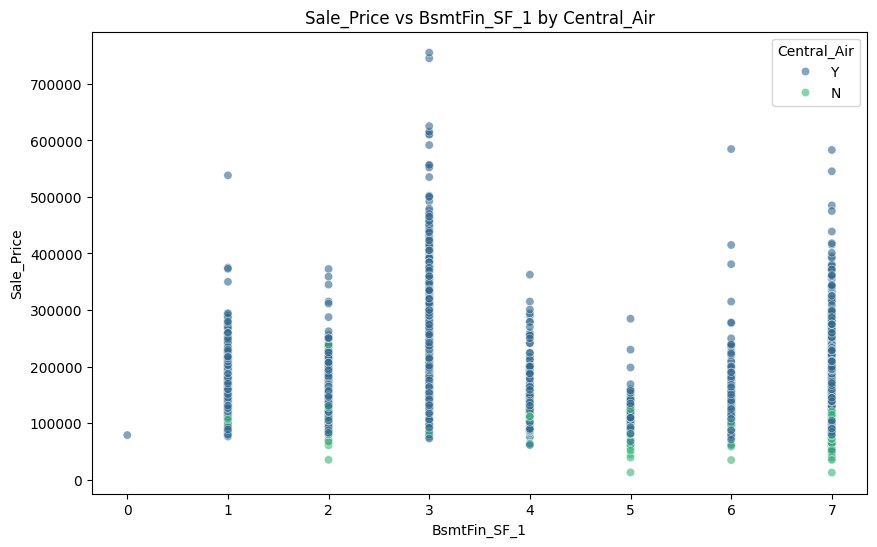 Sale_Price vs BsmtFin_SF_1 by Central_Air
Central_Air
Y
N
700000
600000
500000
400000
300000
200000
100000
0
Sale_Price
0 1 2 3 4 5 6 7
BsmtFin_SF_1